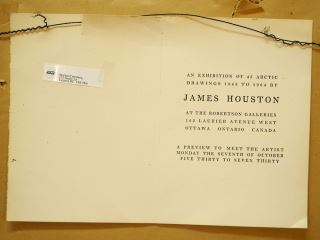 AN EXHIBITION OF 45 ARCTIC
DRAWINGS 1948 TO 1964 BY
JAMES HOUSTON
AT THE ROBERTSON GALLERIES
162 LAURIER AVENUE WEST
OTTAWA ONTARIO CANADA
A PREVIEW TO MEET THE ARTIST
MONDAY THE SEVENTH OF OCTOBER
FIVE THIRTY TO SEVEN THIRTY